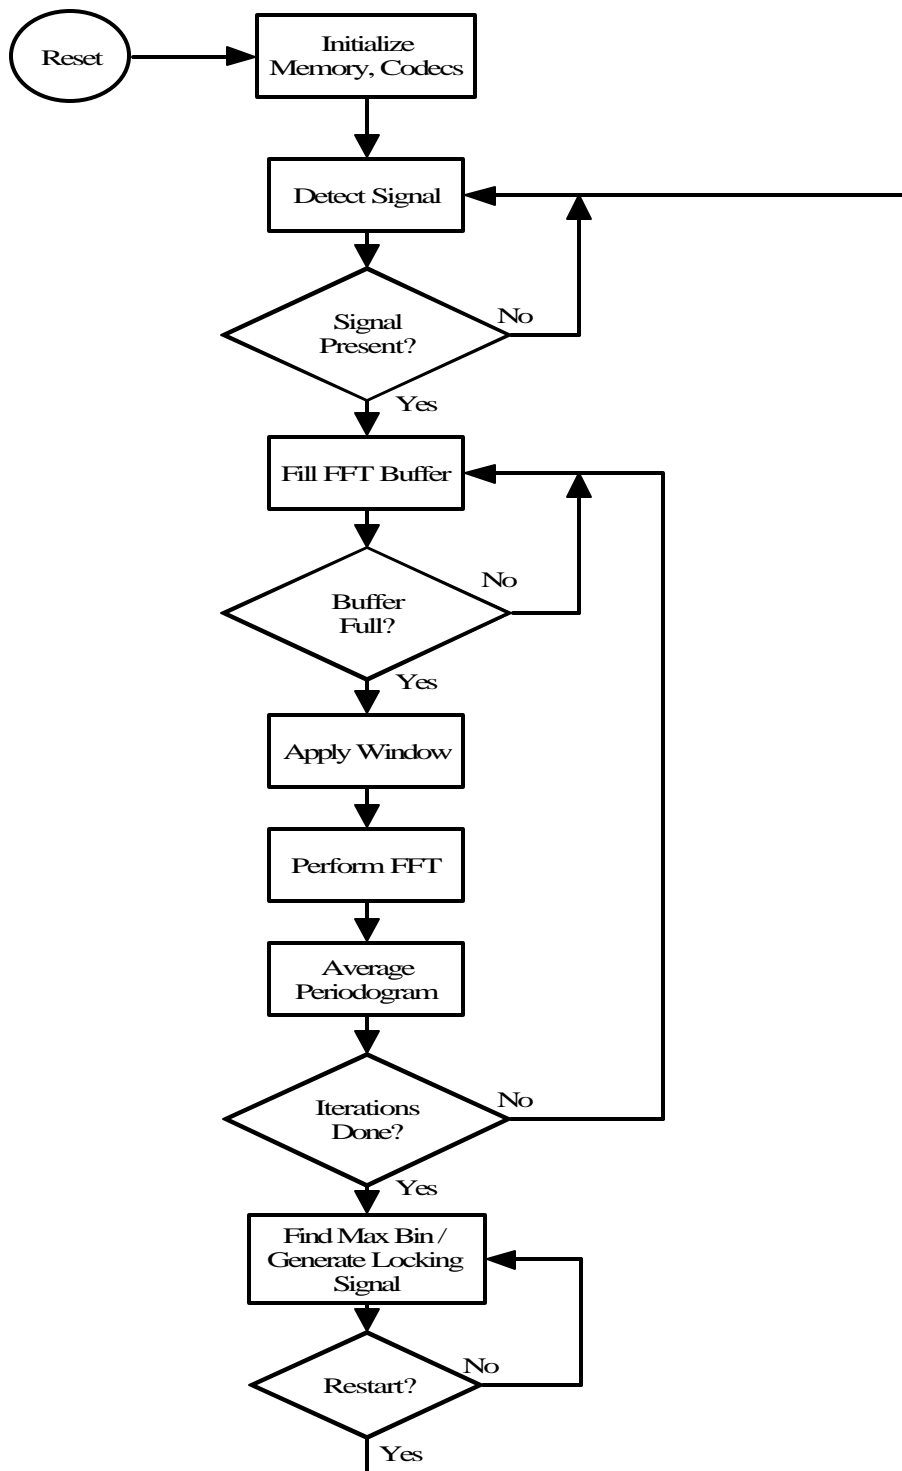 Reset
Initialize
Memory, Codecs
Detect Signal
Signal
Present?
No
Yes
Fill FFT Buffer
Buffer
Full?
No
Yes
Apply Window
Perform FFT
Average
Periodogram
Iterations
Done?
No
Yes
Find Max Bin /
Generate Locking
Signal
Restart?
No
Yes